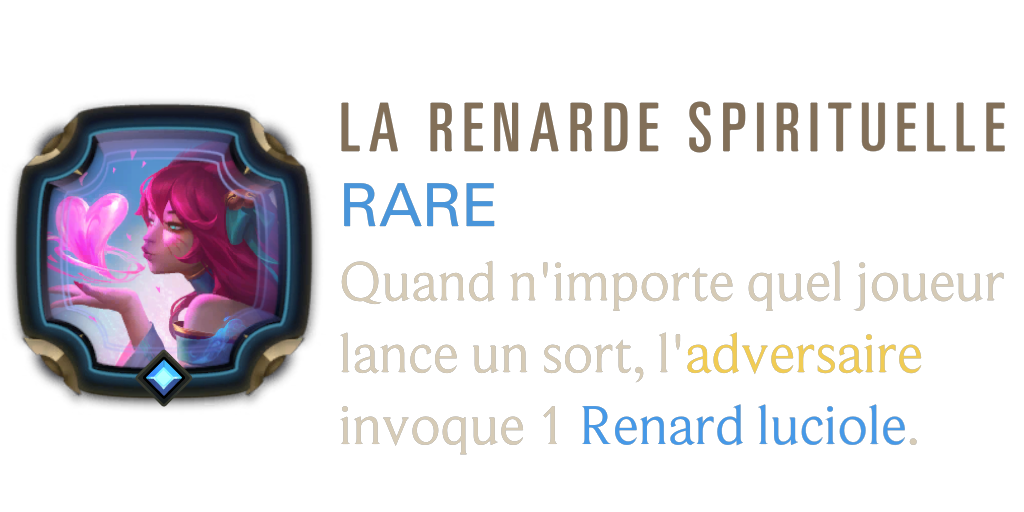 LA RENARDE SPIRITUELLE
RARE
Quand n'importe quel joueur
lance un sort, l'adversaire
invoque 1 Renard luciole.